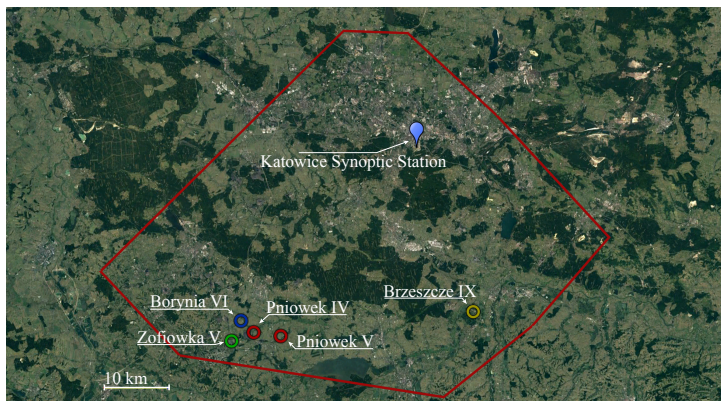 Katowice Synoptic Station
Brzeszcze IX
Borynia VI
Pniowek IV
Zofiowka V
Pniowek V
10 km